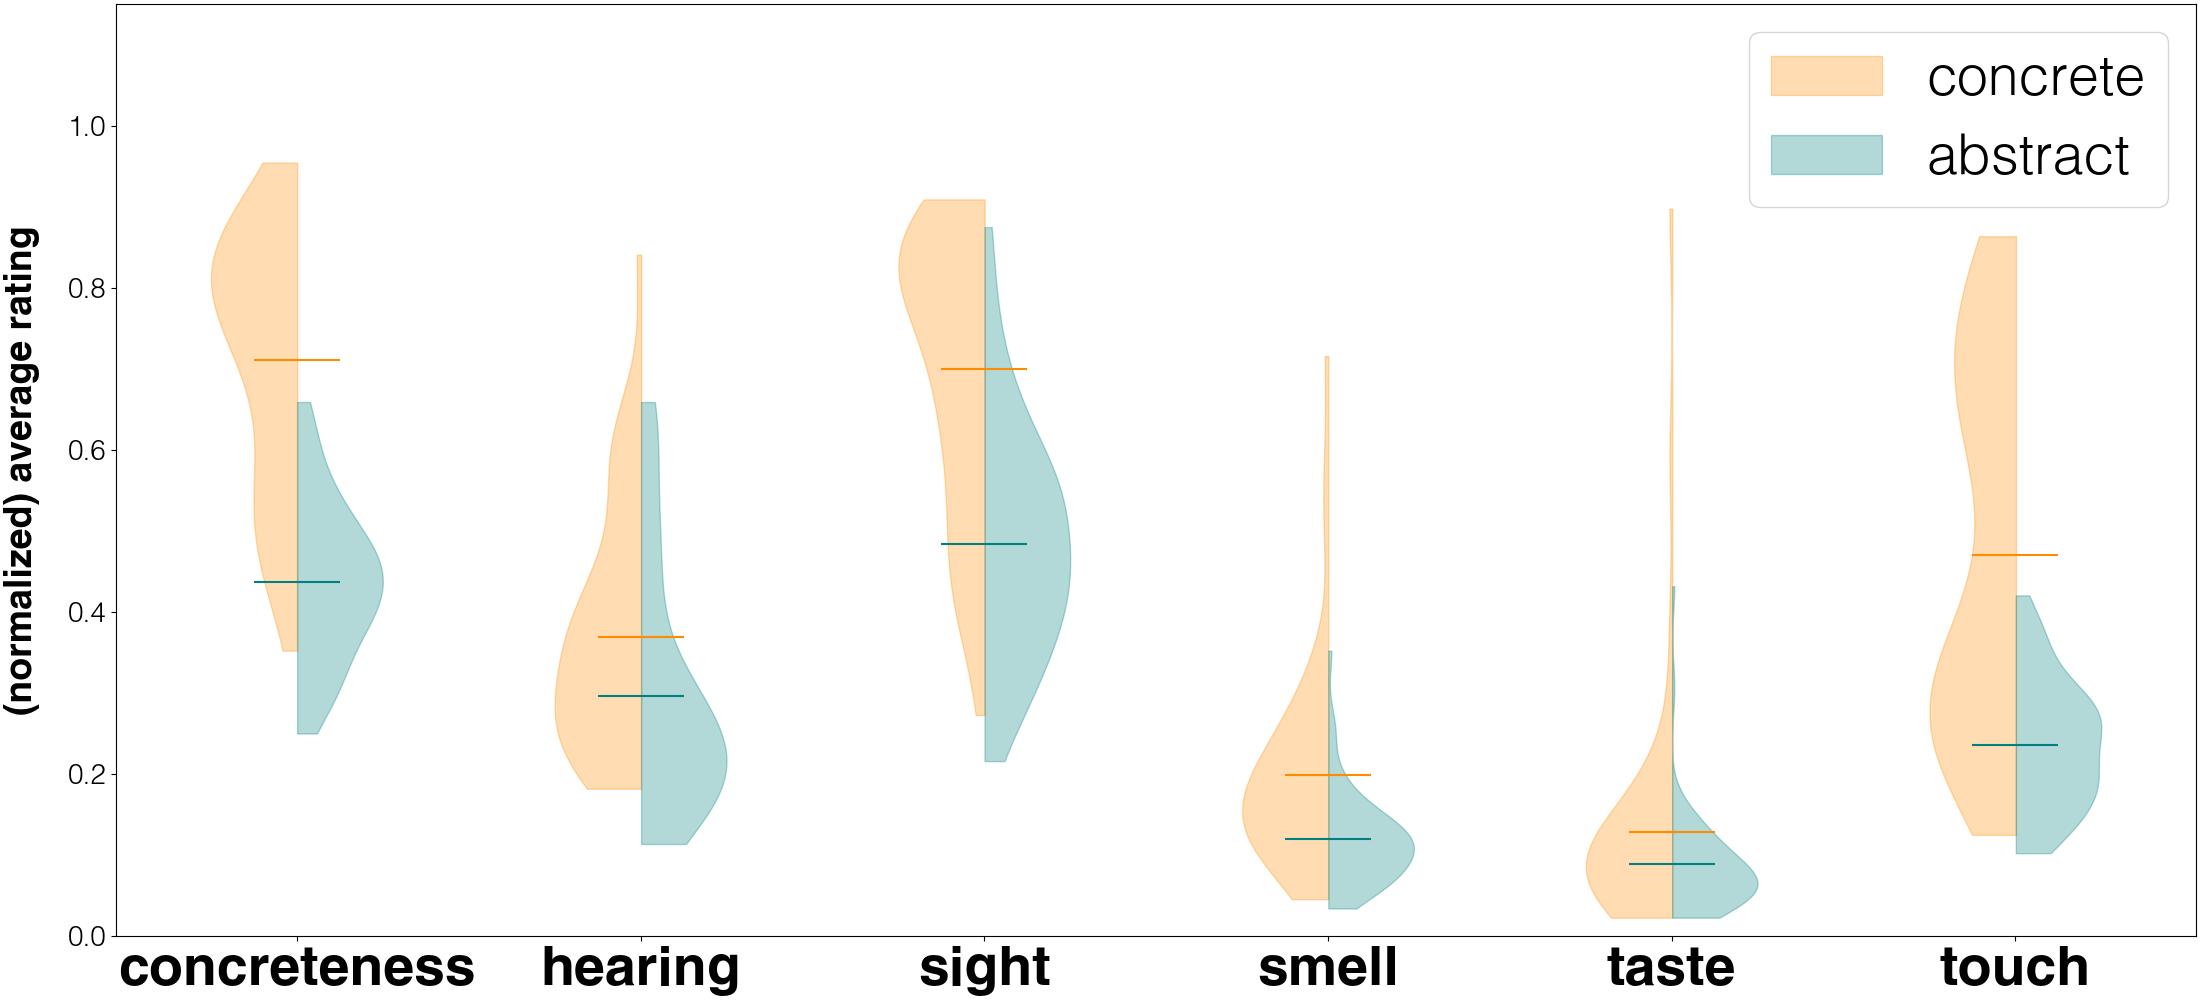 concrete
abstract
(normalized) average rating
1.0
0.8
0.6
0.4
0.2
0.0
concreteness hearing sight smell taste touch